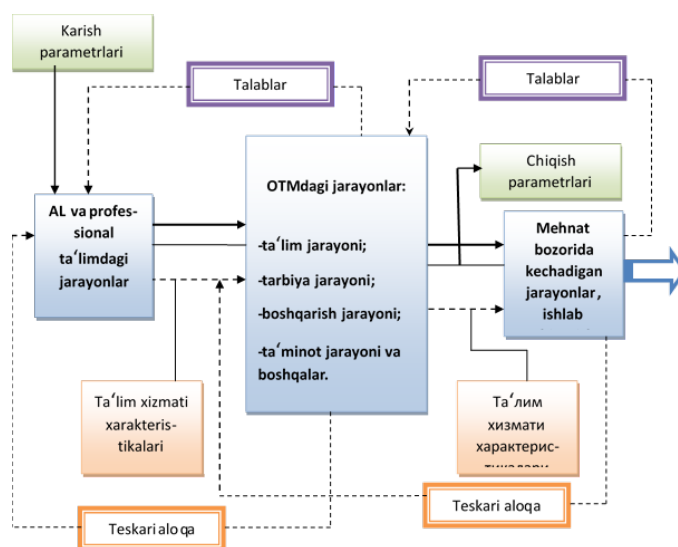 Karish
parametrlari
Talablar
Talablar
AL va profes-
sional
taʻlimdagi
jarayonlar
OTMdagi jarayonlar:
-taʻlim jarayoni;
-tarbiya jarayoni;
-boshqarish jarayoni;
-taʻminot jarayoni va
boshqalar.
Chiqish
parametrlari
Mehnat
bozorida
kechadigan
jarayonlar,
ishlab
Taʻlim xizmati
xarakteris-
tikalari
Taʻлим
хизмати
характерис-
тикалари
Teskari aloqa
Teskari aloqa